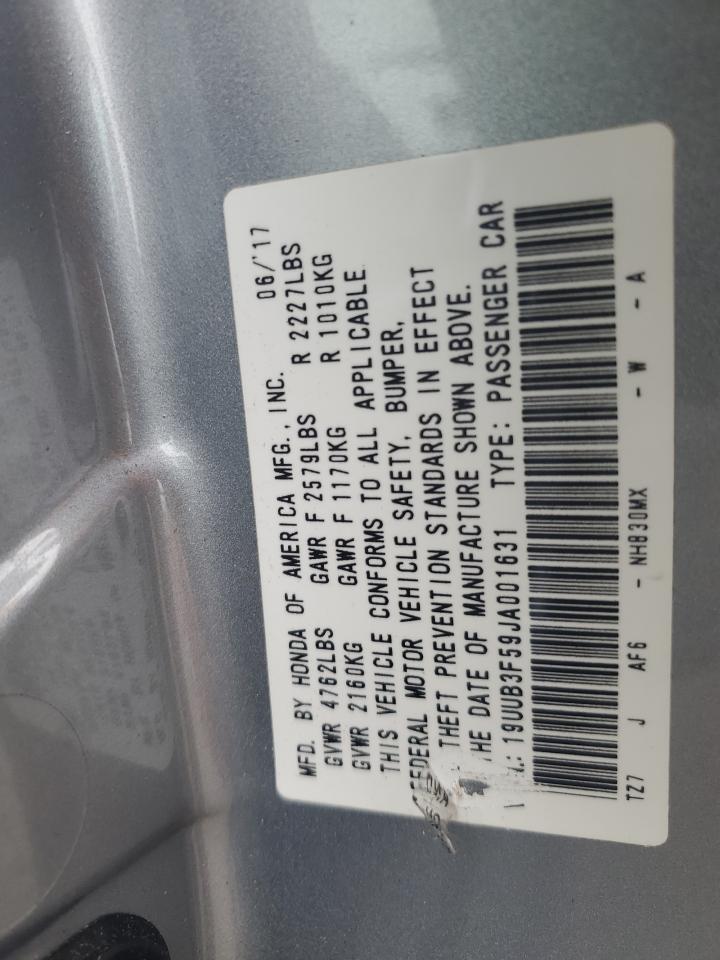 MFD. BY HONDA OF AMERICA MFG., INC. 06/'17
GVWR 4762LBS GAWR F 2579LBS R 2227LBS
GVWR 2160KG GAWR F 1170KG R 1010KG
THIS VEHICLE CONFORMS TO ALL APPLICABLE
FEDERAL MOTOR VEHICLE SAFETY, BUMPER,
THEFT PREVENTION STANDARDS IN EFFECT
THE DATE OF MANUFACTURE SHOWN ABOVE.
19UUB3F59JA001631 TYPE: PASSENGER CAR
TZ7 J AF6 - NH830MX - W - A